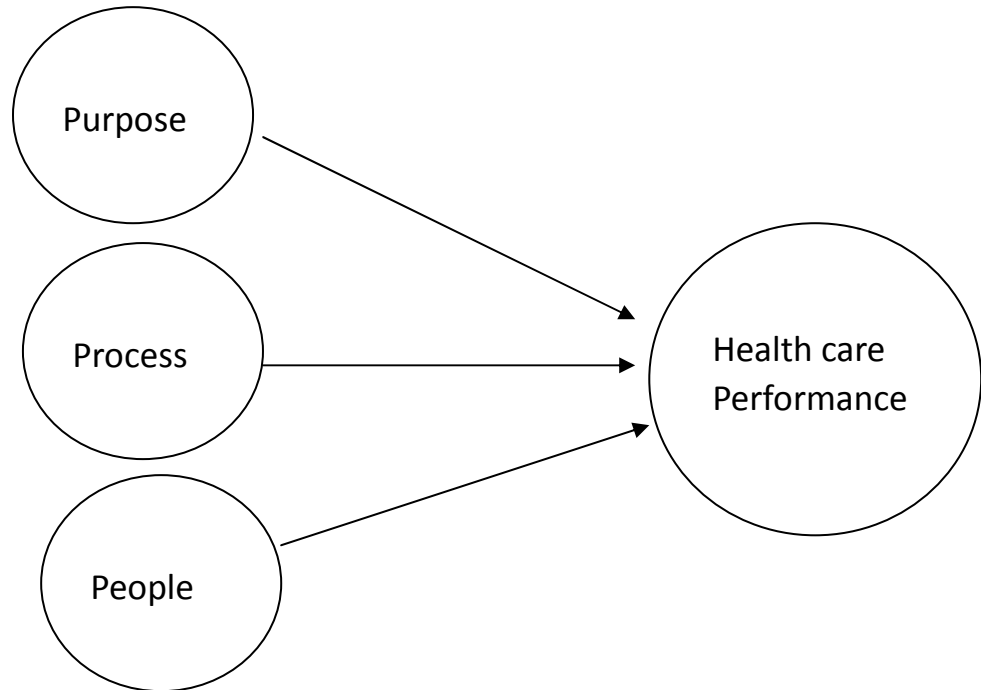 Purpose
Process
Health care
Performance
People